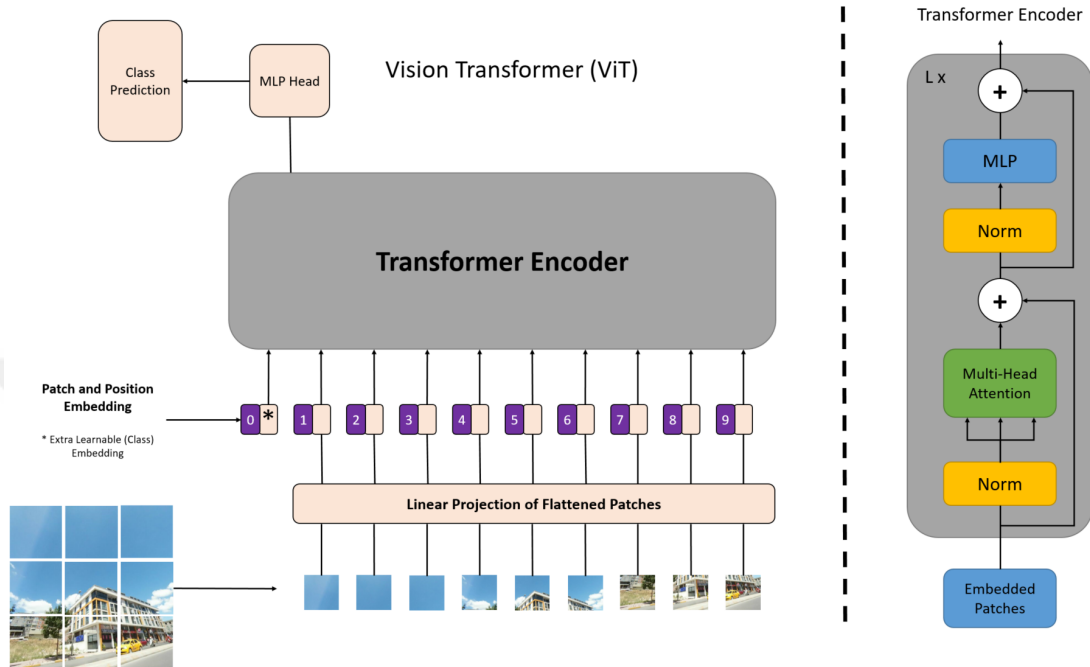 Vision Transformer (ViT)
Class
Prediction
MLP Head
Transformer Encoder
Patch and Position
Embedding
* Extra Learnable (Class)
Embedding
0 *
1
2
3
4
5
6
7
8
9
Linear Projection of Flattened Patches
Transformer Encoder
L x
+
MLP
Norm
+
Multi-Head
Attention
Norm
Embedded
Patches